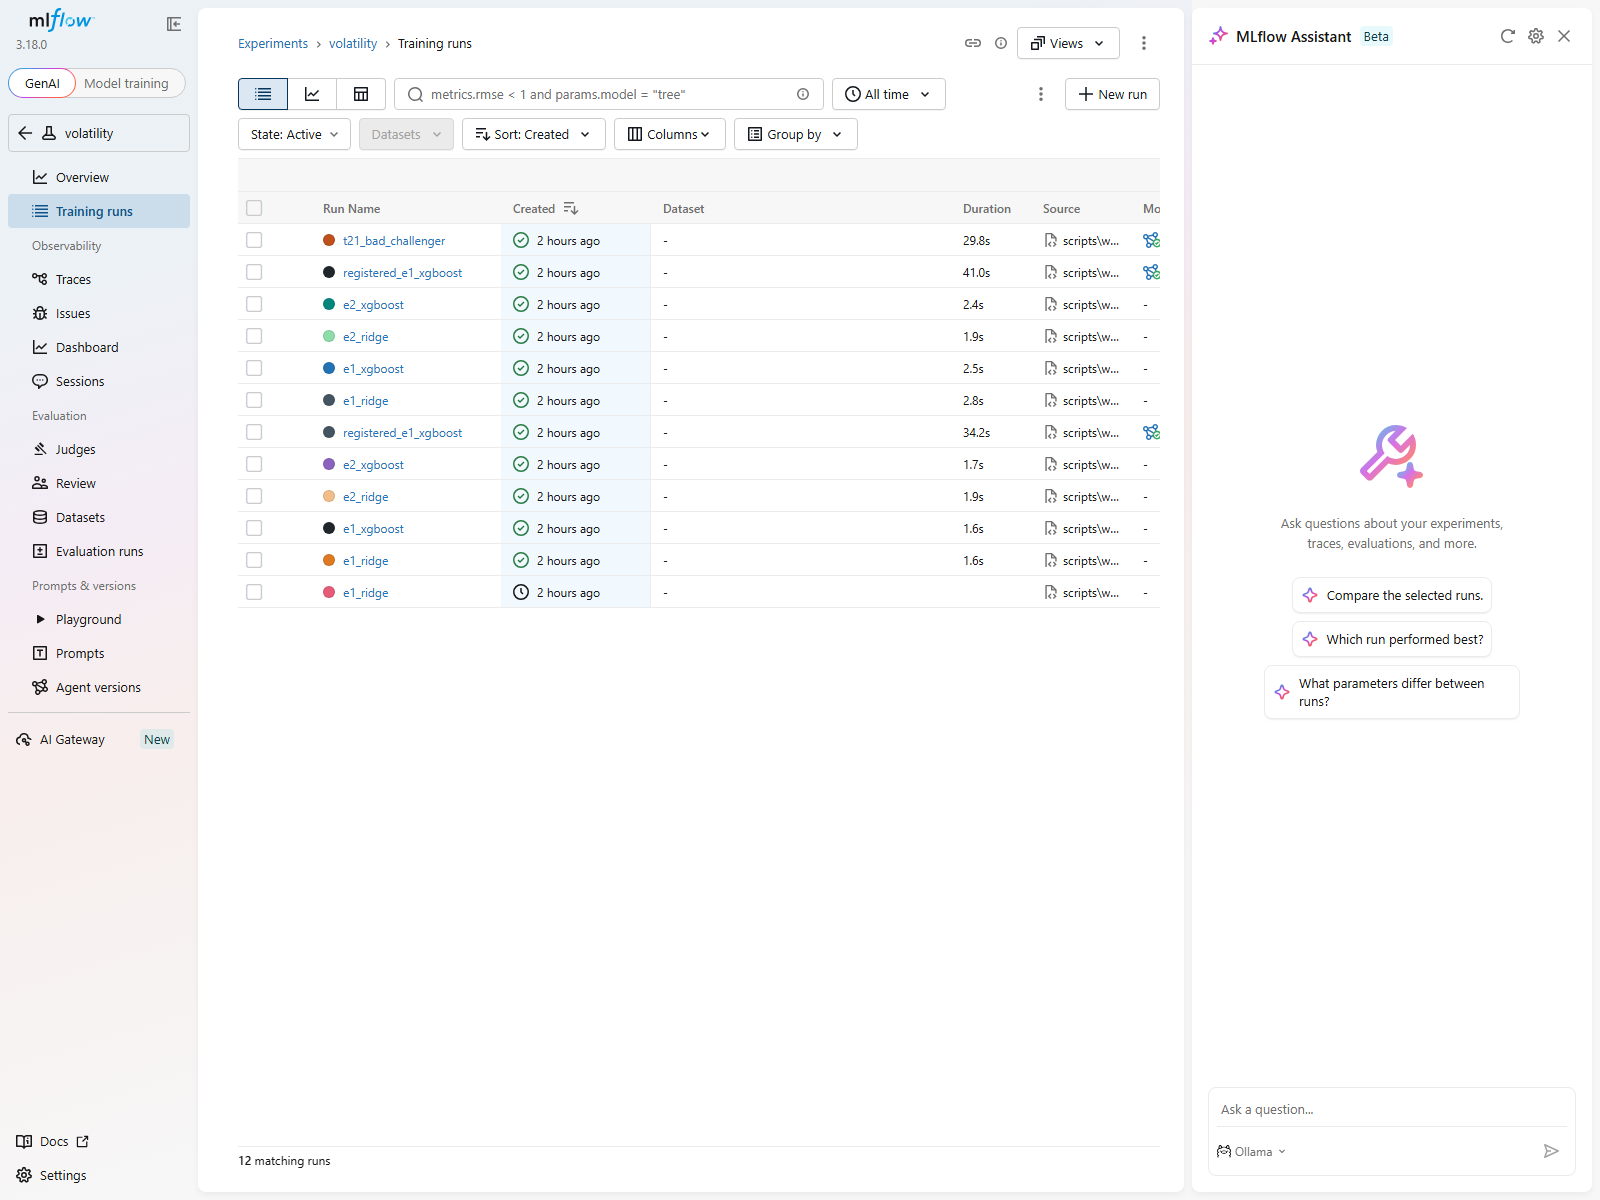 mlflow
3.18.0
GenAI
Model training
volatility
Overview
Training runs
Observability
Traces
Issues
Dashboard
Sessions
Evaluation
Judges
Review
Datasets
Evaluation runs
Prompts & versions
Playground
Prompts
Agent versions
AI Gateway
New
Docs
Settings
Experiments › volatility › Training runs
Views
metrics.rmse < 1 and params.model = "tree"
All time
New run
State: Active
Datasets
Sort: Created
Columns
Group by
Run Name Created Dataset Duration Source Mo
t21_bad_challenger 2 hours ago - 29.8s scripts\w...
registered_e1_xgboost 2 hours ago - 41.0s scripts\w...
e2_xgboost 2 hours ago - 2.4s scripts\w... -
e2_ridge 2 hours ago - 1.9s scripts\w... -
e1_xgboost 2 hours ago - 2.5s scripts\w... -
e1_ridge 2 hours ago - 2.8s scripts\w... -
registered_e1_xgboost 2 hours ago - 34.2s scripts\w...
e2_xgboost 2 hours ago - 1.7s scripts\w... -
e2_ridge 2 hours ago - 1.9s scripts\w... -
e1_xgboost 2 hours ago - 1.6s scripts\w... -
e1_ridge 2 hours ago - 1.6s scripts\w... -
e1_ridge 2 hours ago - scripts\w... -
12 matching runs
MLflow Assistant Beta
Ask questions about your experiments,
traces, evaluations, and more.
Compare the selected runs.
Which run performed best?
What parameters differ between
runs?
Ask a question...
Ollama